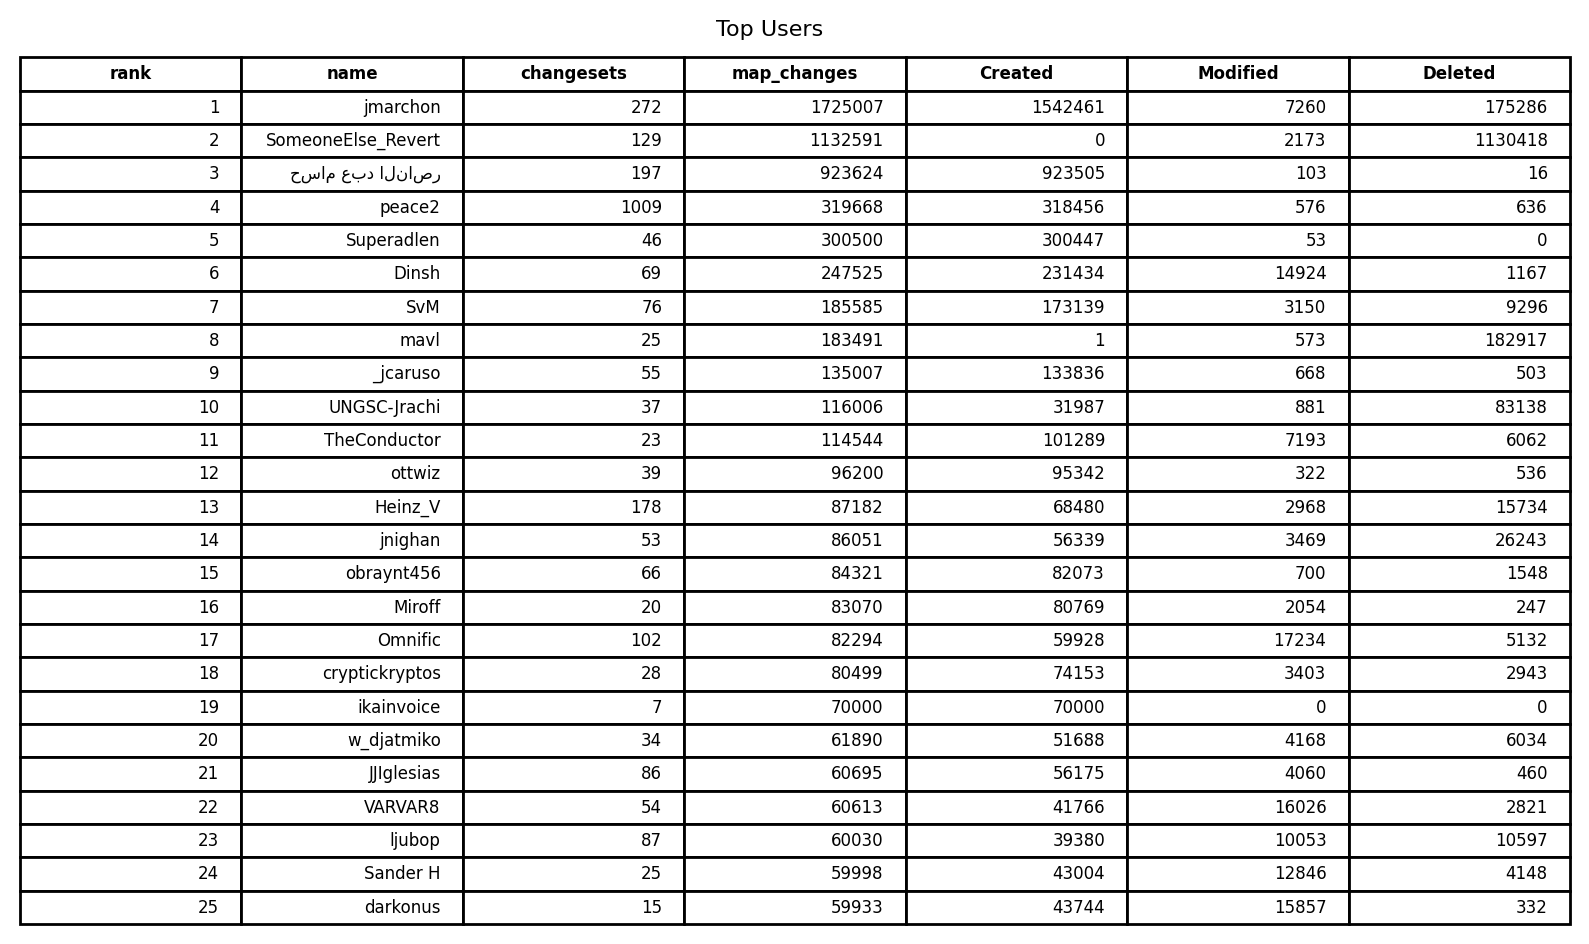 Top Users
rank name changesets map_changes Created Modified Deleted
1 jmarchon 272 1725007 1542461 7260 175286
2 SomeoneElse_Revert 129 1132591 0 2173 1130418
3 حسام عبد الناصر 197 923624 923505 103 16
4 peace2 1009 319668 318456 576 636
5 Superadlen 46 300500 300447 53 0
6 Dinsh 69 247525 231434 14924 1167
7 SvM 76 185585 173139 3150 9296
8 mavl 25 183491 1 573 182917
9 _jcaruso 55 135007 133836 668 503
10 UNGSC-Jrachi 37 116006 31987 881 83138
11 TheConductor 23 114544 101289 7193 6062
12 ottwiz 39 96200 95342 322 536
13 Heinz_V 178 87182 68480 2968 15734
14 jnighan 53 86051 56339 3469 26243
15 obraynt456 66 84321 82073 700 1548
16 Miroff 20 83070 80769 2054 247
17 Omnific 102 82294 59928 17234 5132
18 cryptickryptos 28 80499 74153 3403 2943
19 ikainvoice 7 70000 70000 0 0
20 w_djatmiko 34 61890 51688 4168 6034
21 JJIglesias 86 60695 56175 4060 460
22 VARVAR8 54 60613 41766 16026 2821
23 ljubop 87 60030 39380 10053 10597
24 Sander H 25 59998 43004 12846 4148
25 darkonus 15 59933 43744 15857 332